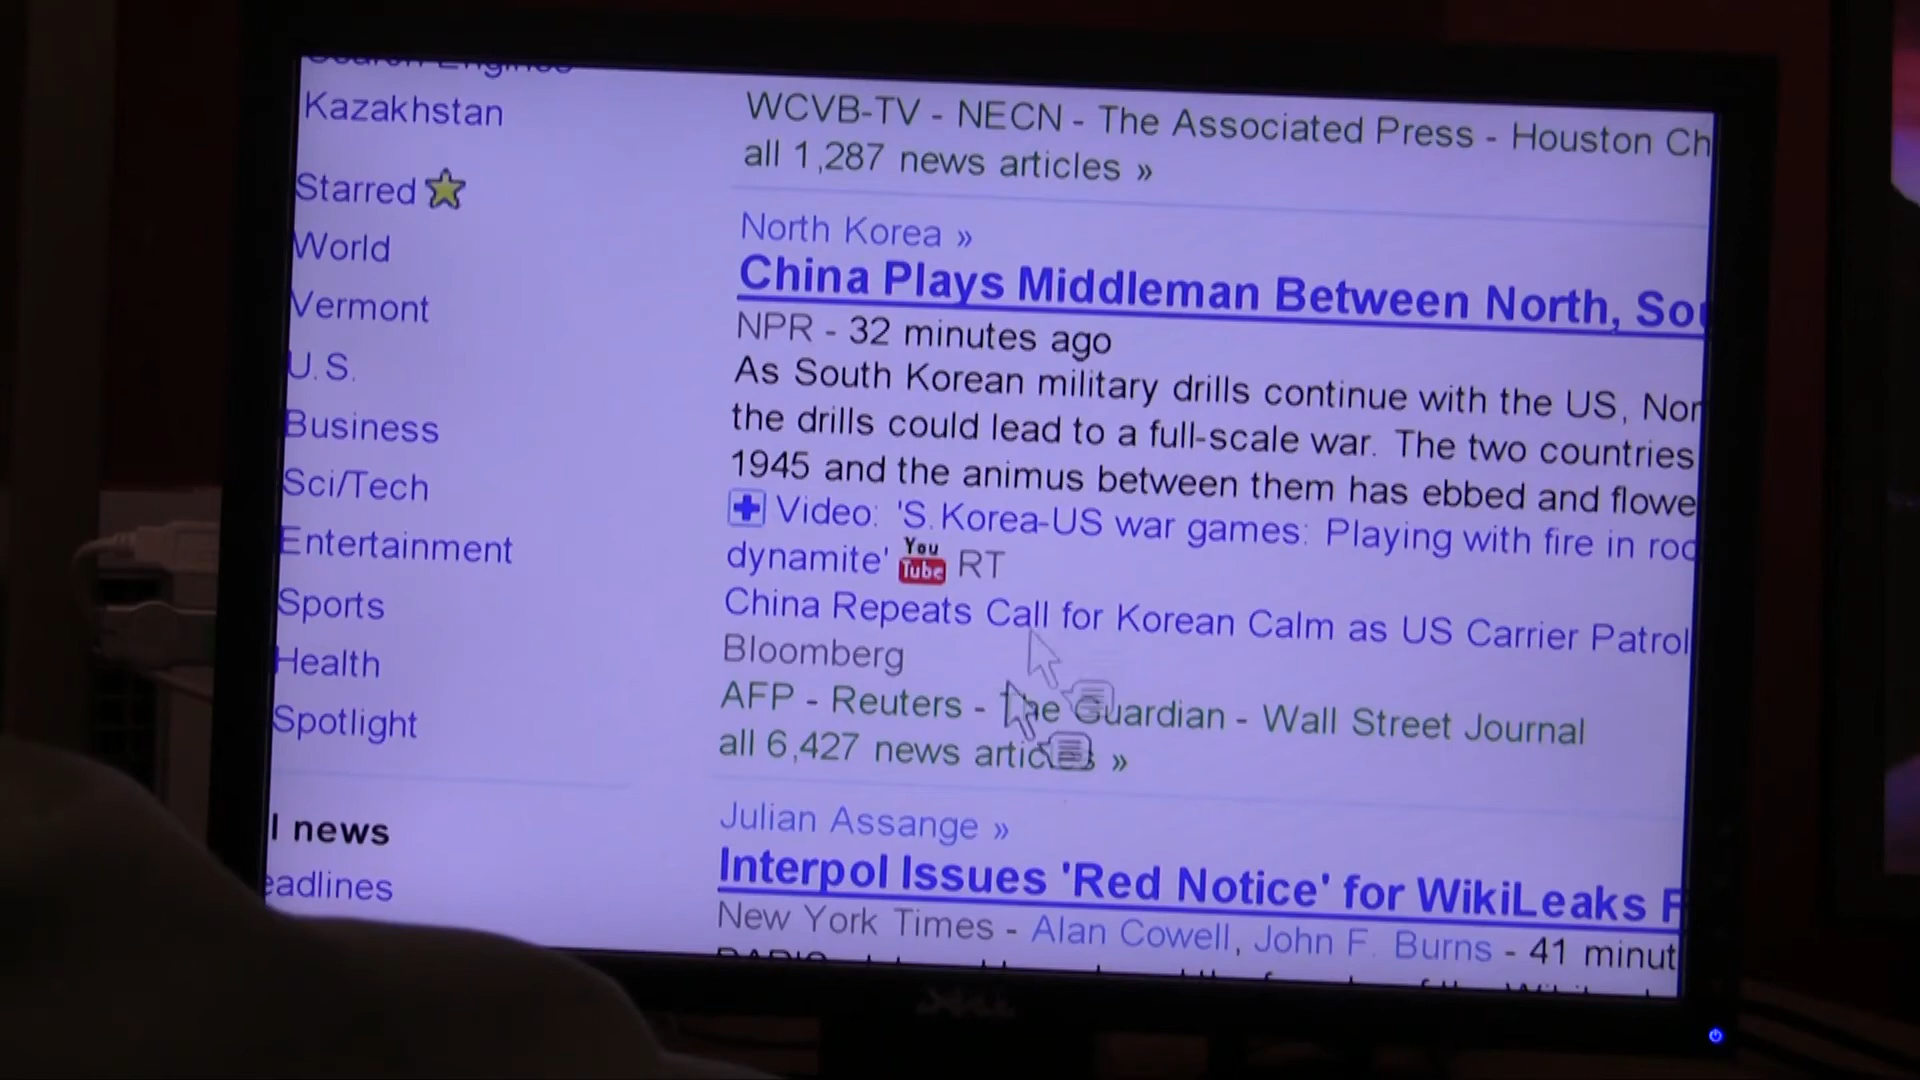 Search Engines
Kazakhstan
Starred
World
Vermont
U.S.
Business
Sci/Tech
Entertainment
Sports
Health
Spotlight
l news
eadlines
WCVB-TV - NECN - The Associated Press - Houston Ch
all 1,287 news articles »
North Korea »
China Plays Middleman Between North, Sou
NPR - 32 minutes ago
As South Korean military drills continue with the US, Nor
the drills could lead to a full-scale war. The two countries
1945 and the animus between them has ebbed and flowe
Video: 'S.Korea-US war games: Playing with fire in roo
dynamite' You Tube RT
China Repeats Call for Korean Calm as US Carrier Patrol
Bloomberg
AFP - Reuters - The Guardian - Wall Street Journal
all 6,427 news articles »
Julian Assange »
Interpol Issues 'Red Notice' for WikiLeaks F
New York Times - Alan Cowell, John F. Burns - 41 minut
DELL